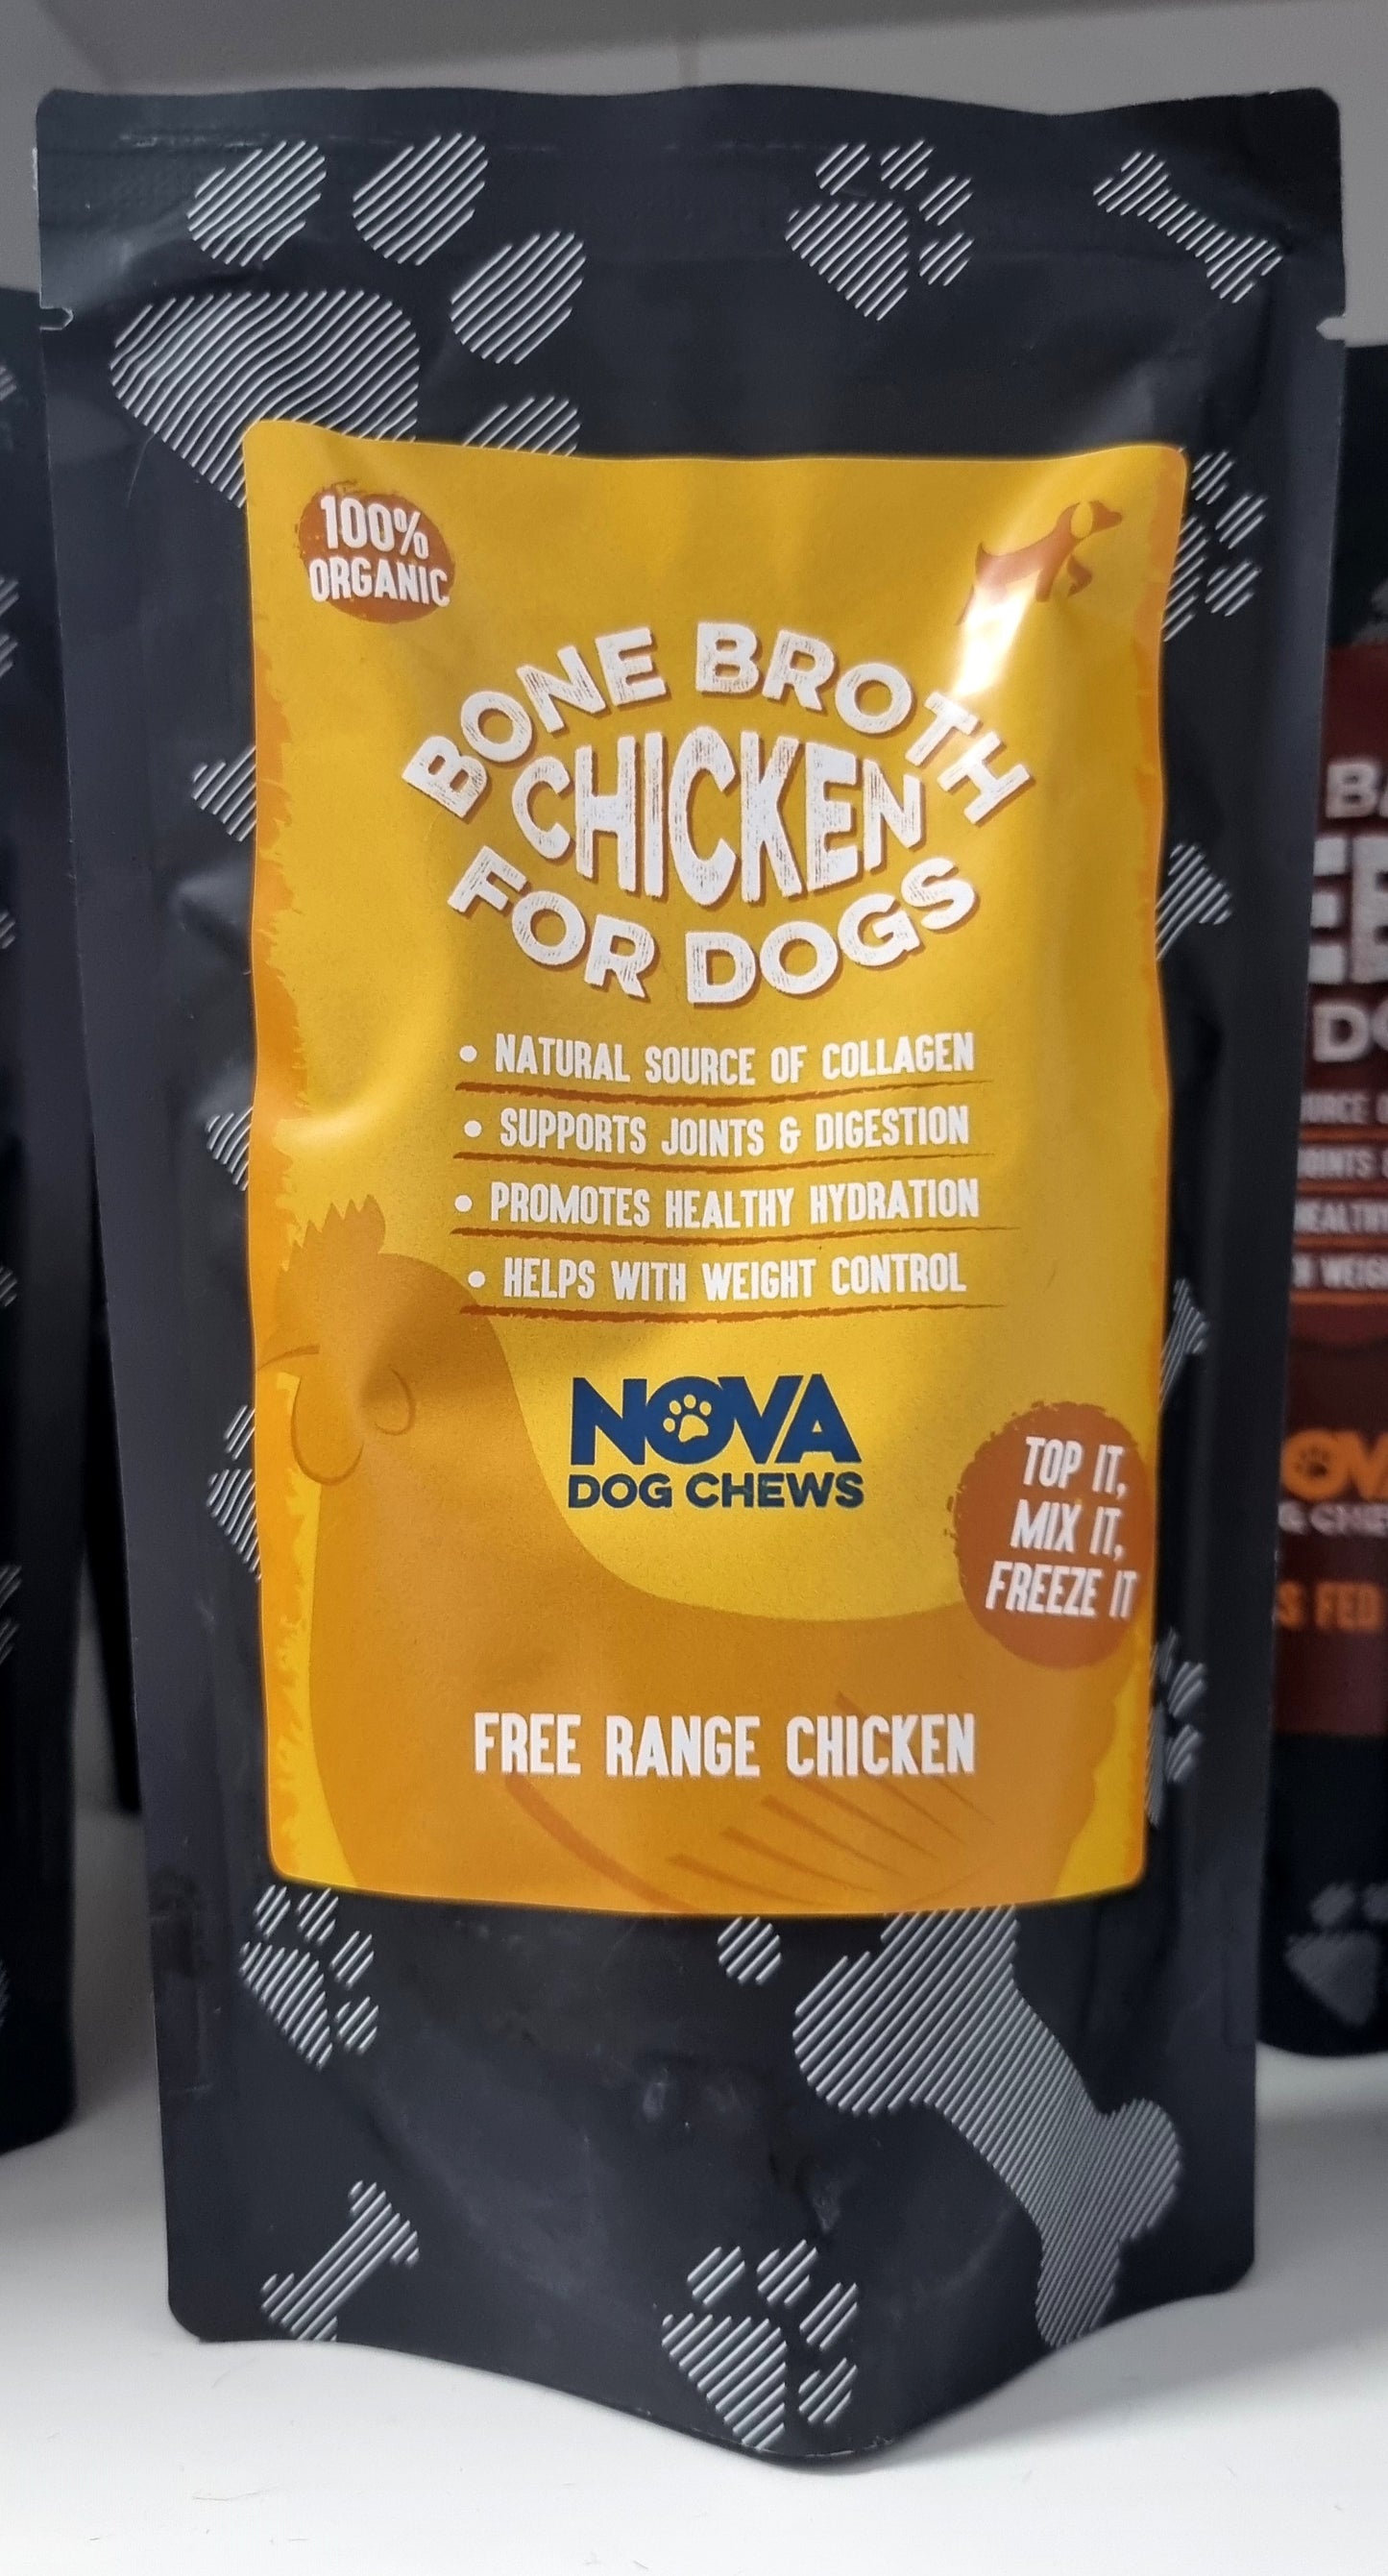 100%
ORGANIC
BONE BROTH
CHICKEN
FOR DOGS
• NATURAL SOURCE OF COLLAGEN
• SUPPORTS JOINTS & DIGESTION
• PROMOTES HEALTHY HYDRATION
• HELPS WITH WEIGHT CONTROL
NOVA
DOG CHEWS
TOP IT,
MIX IT,
FREEZE IT
FREE RANGE CHICKEN
FED